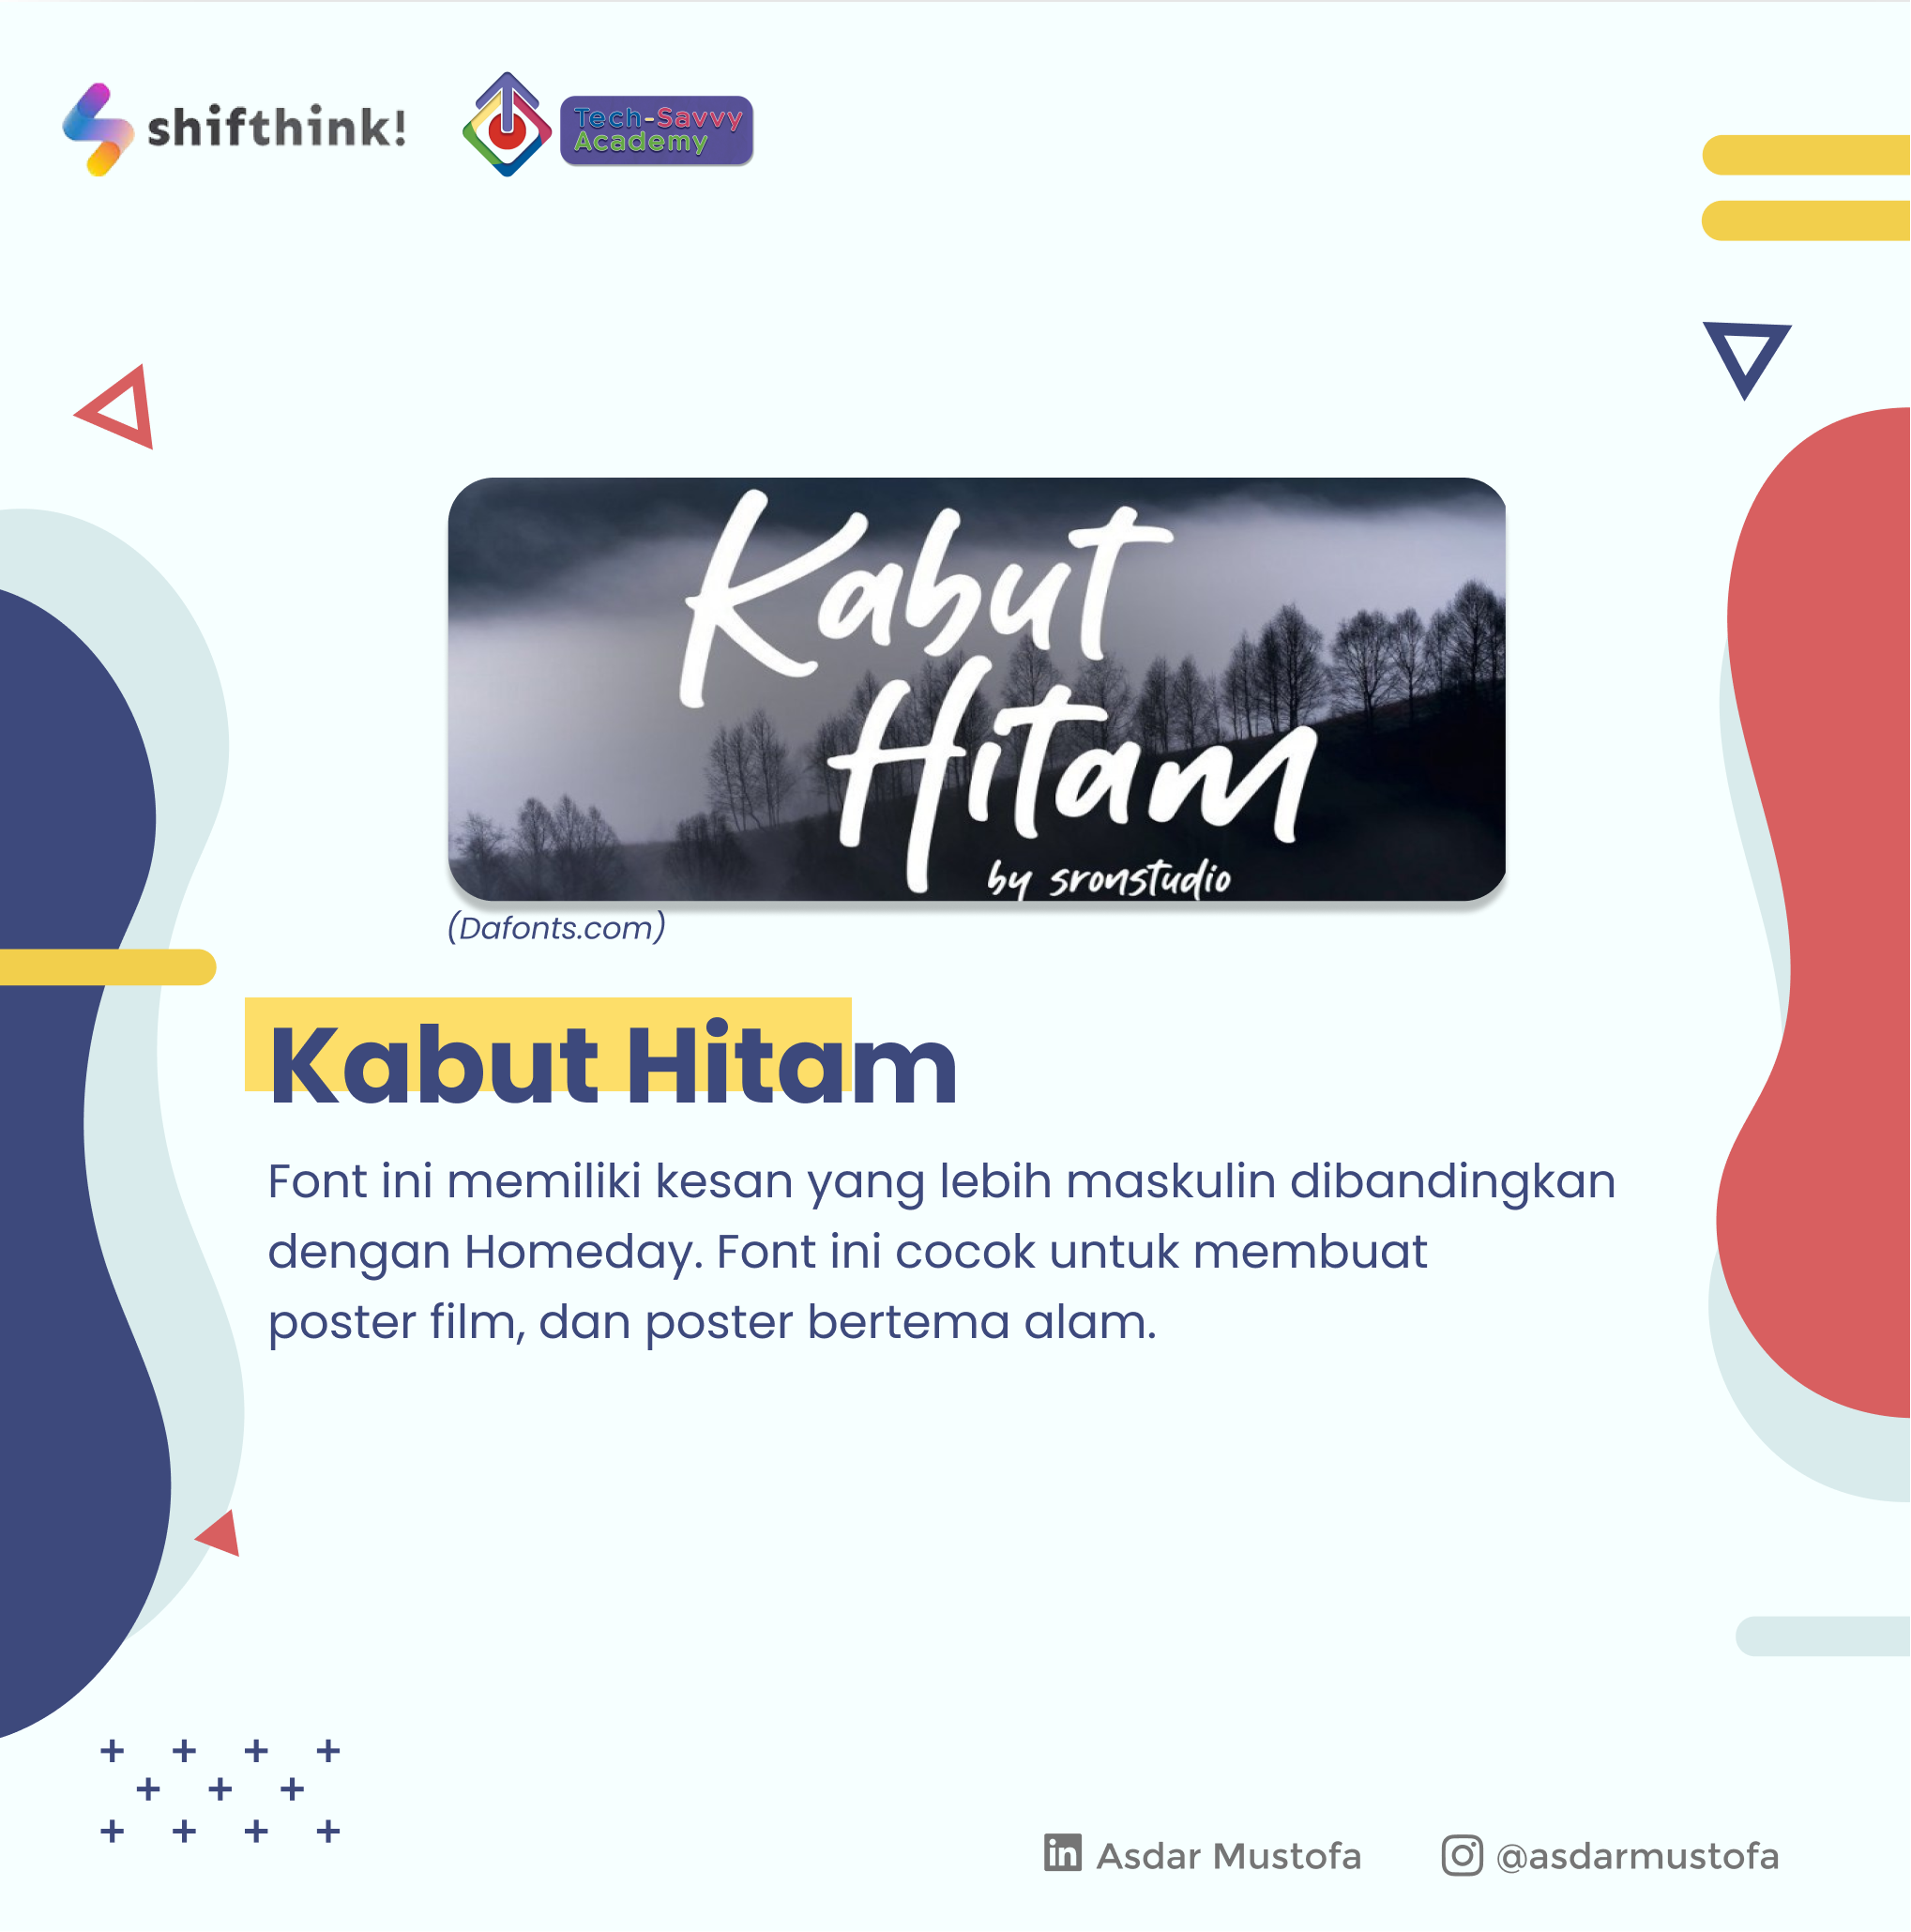 shifthink!
Tech-Savvy
Academy
Kabut
Hitam
by sronstudio
(Dafonts.com)
Kabut Hitam
Font ini memiliki kesan yang lebih maskulin dibandingkan
dengan Homeday. Font ini cocok untuk membuat
poster film, dan poster bertema alam.
in Asdar Mustofa
@asdarmustofa